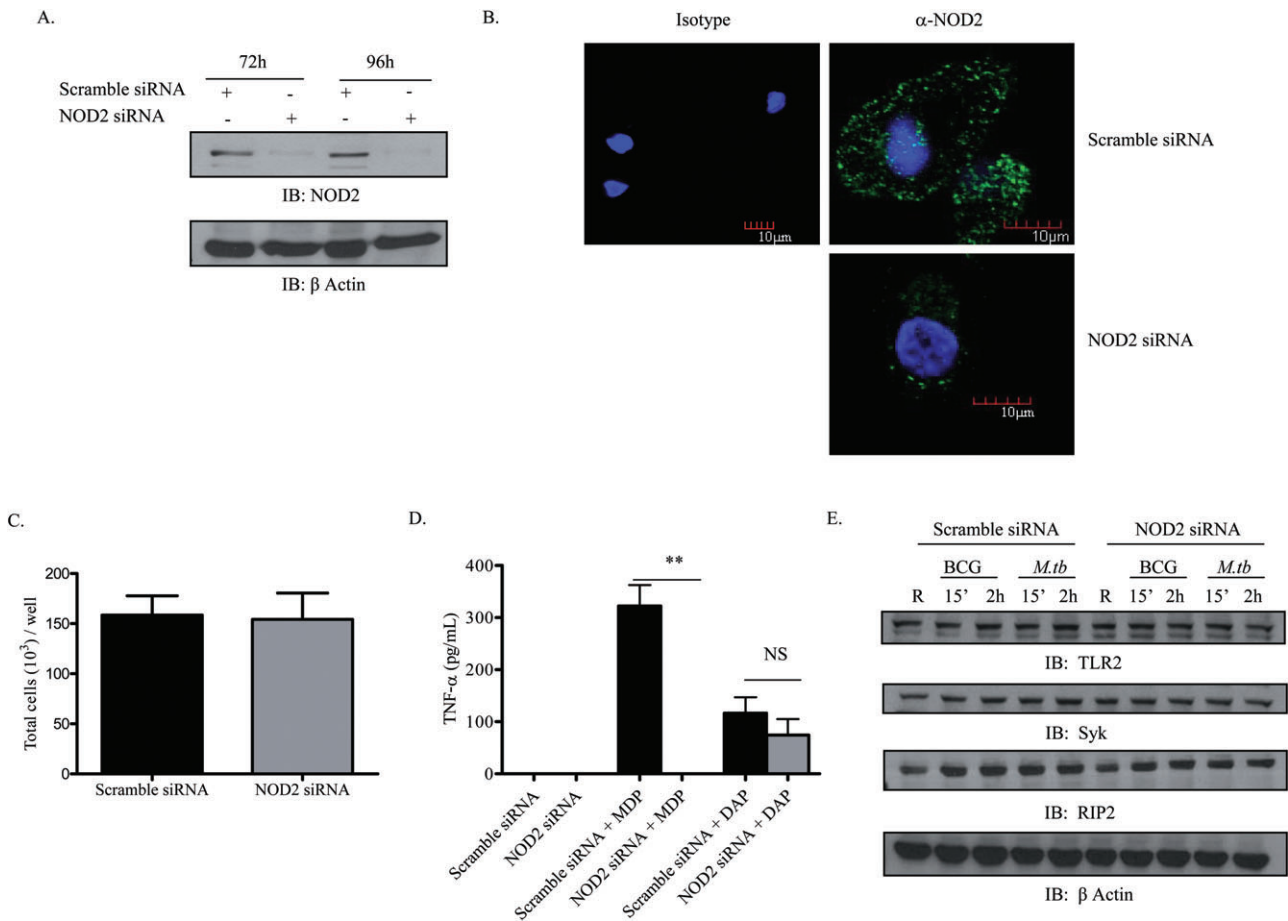 A.
72h 96h
Scramble siRNA + - + -
NOD2 siRNA - + - +
IB: NOD2
IB: β Actin
B.
Isotype α-NOD2
10μm
10μm
Scramble siRNA
10μm
NOD2 siRNA
C.
Total cells (10³) / well
200
150
100
50
0
Scramble siRNA NOD2 siRNA
D.
TNF-α (pg/mL)
400
300
200
100
0
**
NS
Scramble siRNA
NOD2 siRNA
Scramble siRNA + MDP
NOD2 siRNA + MDP
Scramble siRNA + DAP
NOD2 siRNA + DAP
E.
Scramble siRNA NOD2 siRNA
BCG M.tb BCG M.tb
R 15’ 2h 15’ 2h R 15’ 2h 15’ 2h
IB: TLR2
IB: Syk
IB: RIP2
IB: β Actin